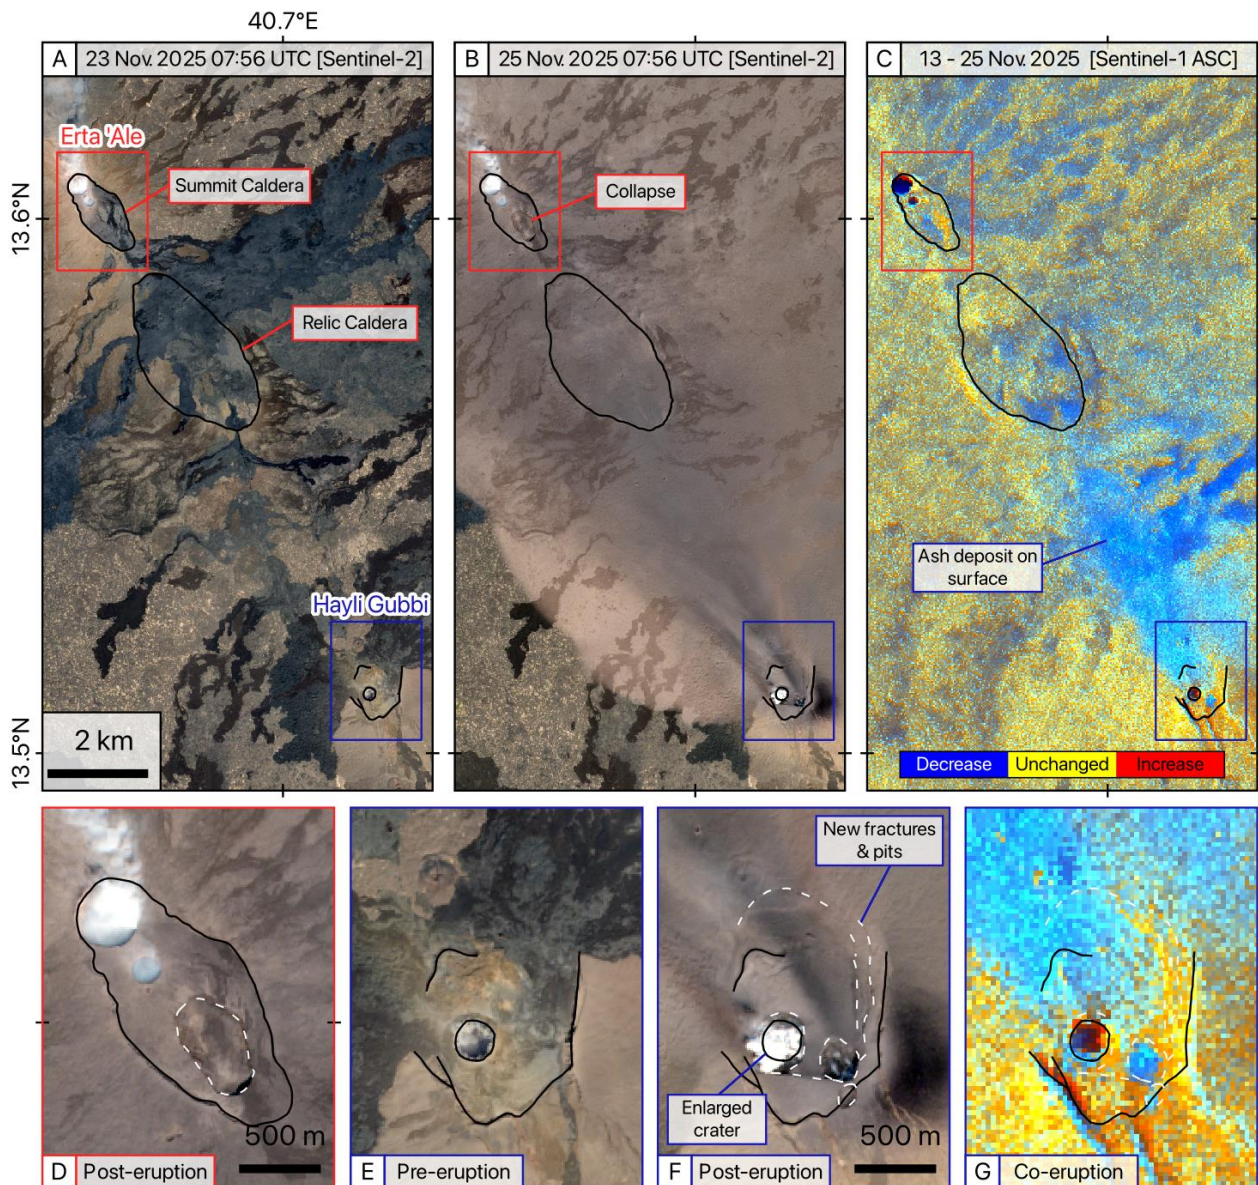 40.7°E
A 23 Nov. 2025 07:56 UTC [Sentinel-2]
B 25 Nov. 2025 07:56 UTC [Sentinel-2]
C 13 - 25 Nov. 2025 [Sentinel-1 ASC]
Erta 'Ale
Summit Caldera
Collapse
13.6°N
Relic Caldera
Ash deposit on
surface
Hayli Gubbi
13.5°N
2 km
Decrease Unchanged Increase
New fractures
& pits
Enlarged
crater
500 m
500 m
D Post-eruption
E Pre-eruption
F Post-eruption
G Co-eruption